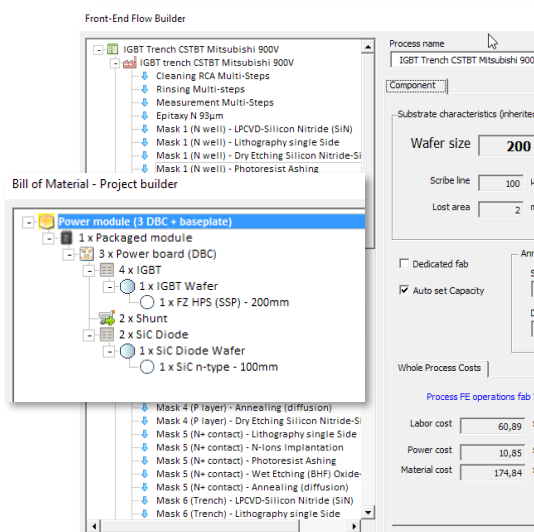 Front-End Flow Builder
IGBT Trench CSTBT Mitsubishi 900V
IGBT trench CSTBT Mitsubishi 900V
Cleaning RCA Multi-Steps
Rinsing Multi-steps
Measurement Multi-Steps
Epitaxy N 93µm
Mask 1 (N well) - LPCVD-Silicon Nitride (SiN)
Mask 1 (N well) - Lithography single Side
Mask 1 (N well) - Dry Etching Silicon Nitride-Si
Mask 1 (N well) - Photoresist Ashing
Bill of Material - Project builder
Power module (3 DBC + baseplate)
1 x Packaged module
3 x Power board (DBC)
4 x IGBT
1 x IGBT Wafer
1 x FZ HPS (SSP) - 200mm
2 x Shunt
2 x SiC Diode
1 x SiC Diode Wafer
1 x SiC n-type - 100mm
Mask 4 (P layer) - Annealing (diffusion)
Mask 4 (P layer) - Dry Etching Silicon Nitride-Si
Mask 5 (N+ contact) - Lithography single Side
Mask 5 (N+ contact) - N-Ions Implantation
Mask 5 (N+ contact) - Photoresist Ashing
Mask 5 (N+ contact) - Wet Etching (BHF) Oxide-
Mask 5 (N+ contact) - Annealing (diffusion)
Mask 6 (Trench) - LPCVD-Silicon Nitride (SiN)
Mask 6 (Trench) - Lithography single Side
Process name
IGBT Trench CSTBT Mitsubishi 900
Component
Substrate characteristics (inherited
Wafer size 200
Scribe line 100
Lost area 2
Dedicated fab
Auto set Capacity
Whole Process Costs
Process FE operations fab
Labor cost 60,89
Power cost 10,85
Material cost 174,84